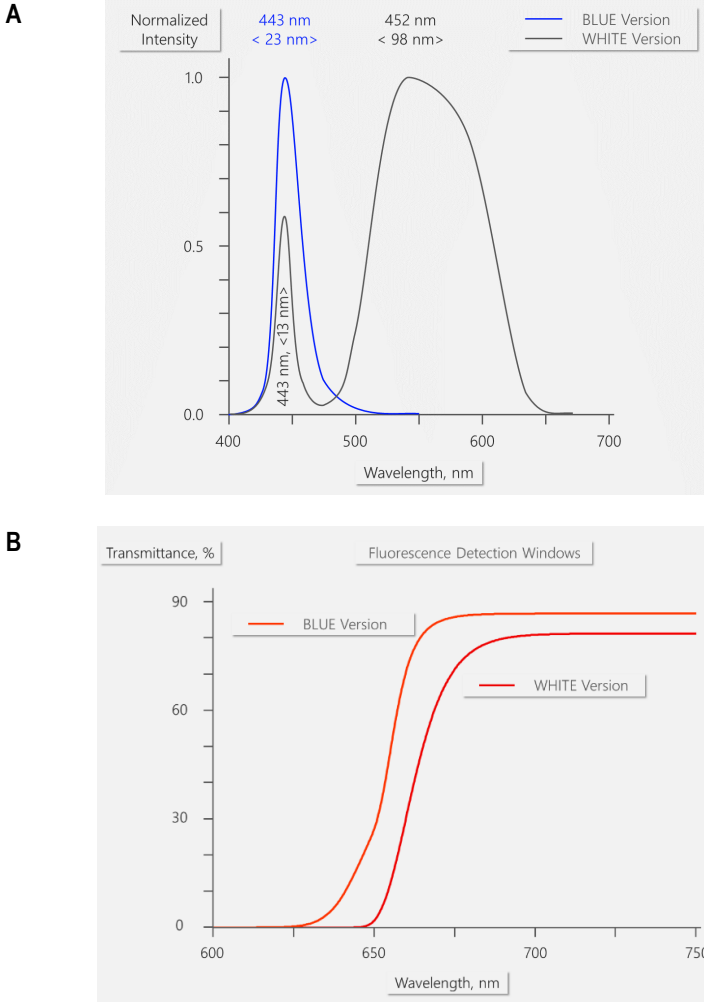 A
Normalized
Intensity
443 nm
< 23 nm>
452 nm
< 98 nm>
BLUE Version
WHITE Version
1.0
0.5
0.0
443 nm, <13 nm>
400
500
600
700
Wavelength, nm
B
Transmittance, %
Fluorescence Detection Windows
90
BLUE Version
WHITE Version
60
30
0
600
650
700
750
Wavelength, nm